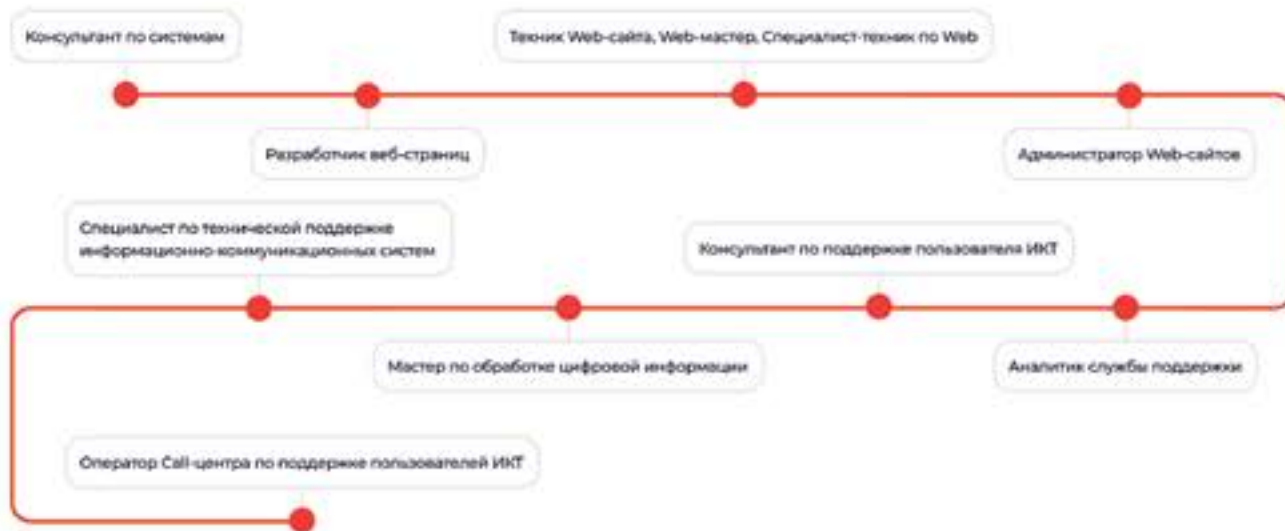 Консультант по системам
Техник Web-сайта, Web-мастер, Специалист-техник по Web
Разработчик веб-страниц
Администратор Web-сайтов
Специалист по технической поддержке
информационно-коммуникационных систем
Консультант по поддержке пользователя ИКТ
Мастер по обработке цифровой информации
Аналитик службы поддержки
Оператор Call-центра по поддержке пользователей ИКТ